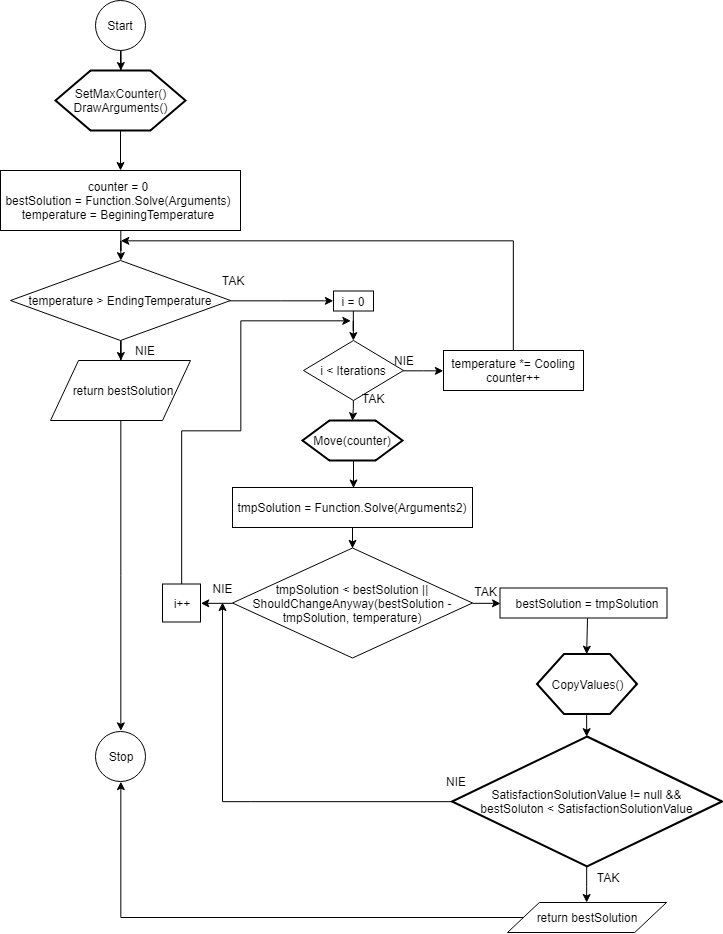 Start
SetMaxCounter()
DrawArguments()
counter = 0
bestSolution = Function.Solve(Arguments)
temperature = BeginingTemperature
temperature > EndingTemperature
TAK
i = 0
NIE
return bestSolution
i < Iterations
NIE
temperature *= Cooling
counter++
TAK
Move(counter)
tmpSolution = Function.Solve(Arguments2)
tmpSolution < bestSolution ||
ShouldChangeAnyway(bestSolution -
tmpSolution, temperature)
NIE
i++
TAK
bestSolution = tmpSolution
CopyValues()
Stop
NIE
SatisfactionSolutionValue != null &&
bestSoluton < SatisfactionSolutionValue
TAK
return bestSolution